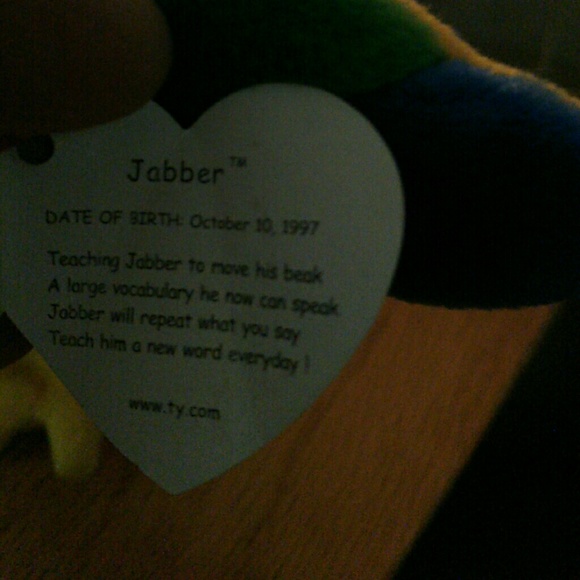 Jabber™
DATE OF BIRTH: October 10, 1997
Teaching Jabber to move his beak
A large vocabulary he now can speak
Jabber will repeat what you say
Teach him a new word everyday !
www.ty.com